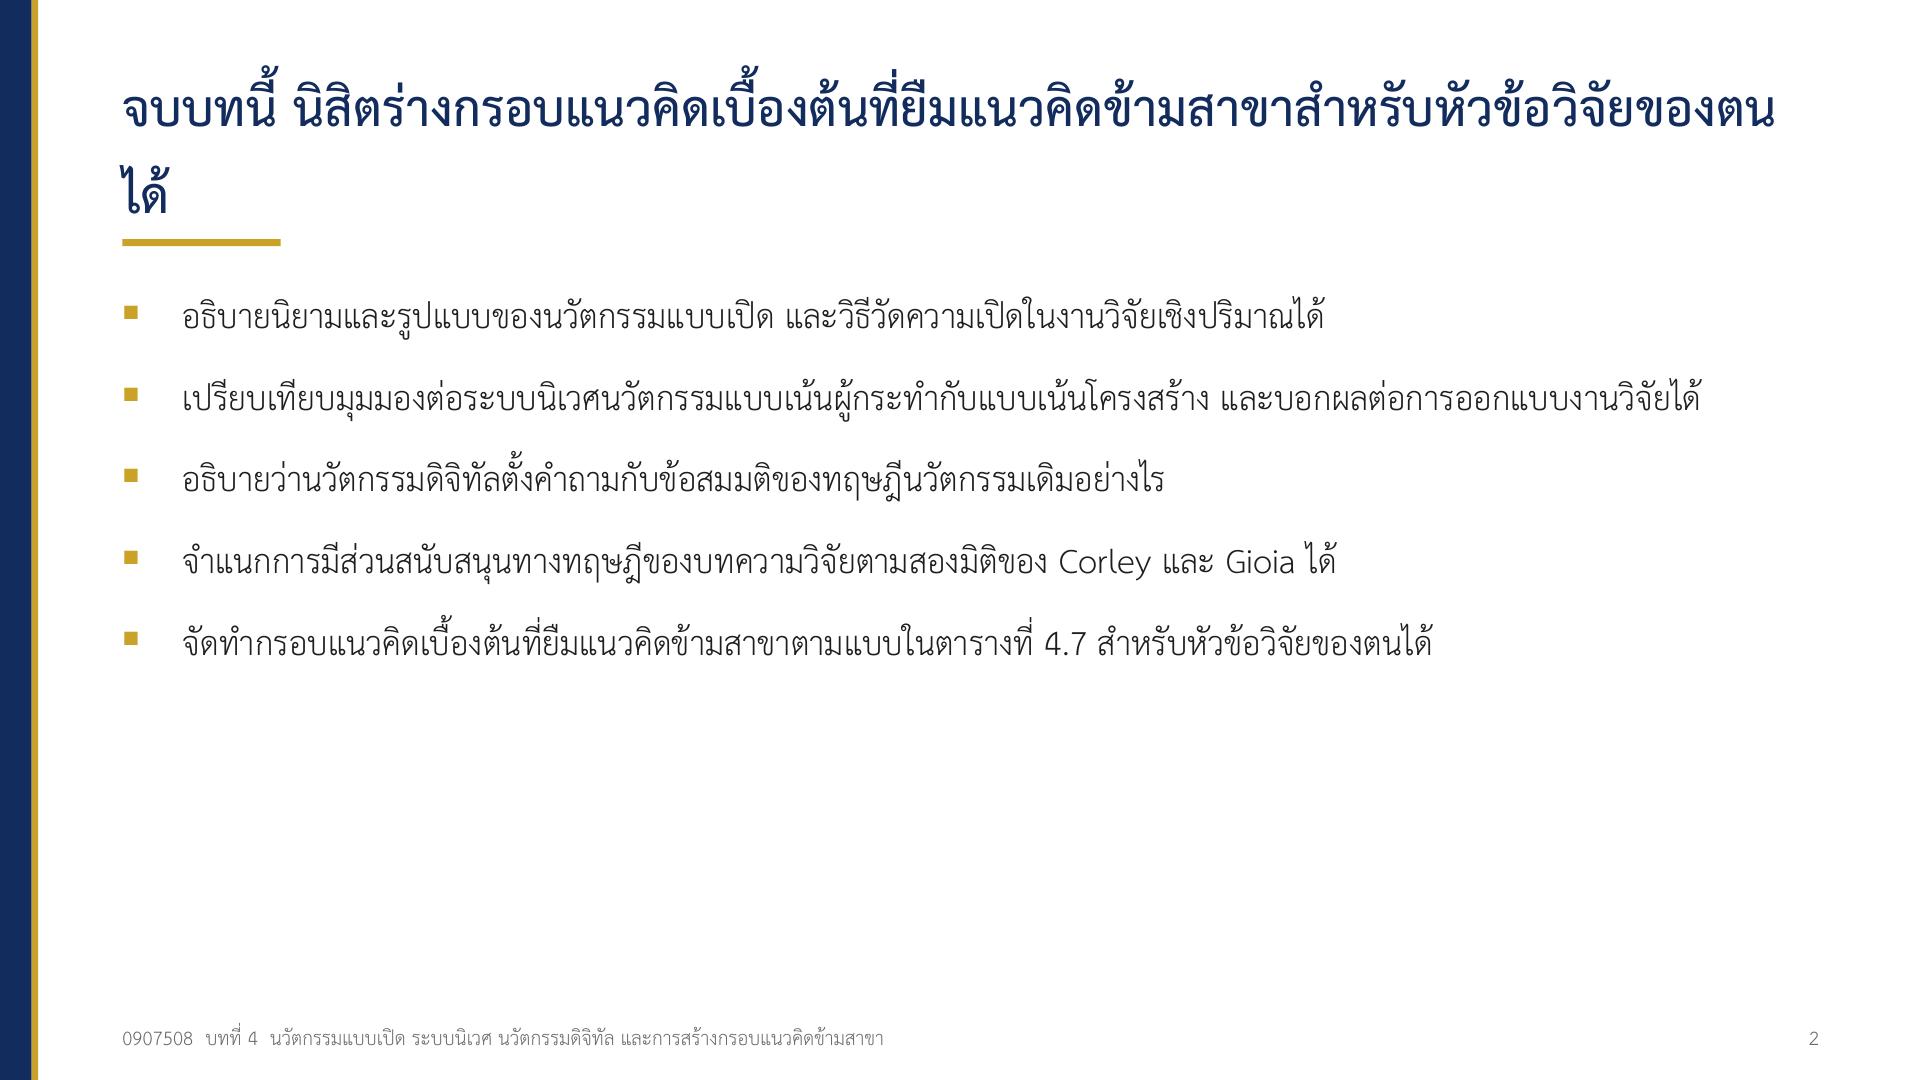 จบบทนี้ นิสิตร่างกรอบแนวคิดเบื้องต้นที่ยืมแนวคิดข้ามสาขาสำหรับหัวข้อวิจัยของตน
ได้
อธิบายนิยามและรูปแบบของนวัตกรรมแบบเปิด และวิธีวัดความเปิดในงานวิจัยเชิงปริมาณได้
เปรียบเทียบมุมมองต่อระบบนิเวศนวัตกรรมแบบเน้นผู้กระทำกับแบบเน้นโครงสร้าง และบอกผลต่อการออกแบบงานวิจัยได้
อธิบายว่านวัตกรรมดิจิทัลตั้งคำถามกับข้อสมมติของทฤษฎีนวัตกรรมเดิมอย่างไร
จำแนกการมีส่วนสนับสนุนทางทฤษฎีของบทความวิจัยตามสองมิติของ Corley และ Gioia ได้
จัดทำกรอบแนวคิดเบื้องต้นที่ยืมแนวคิดข้ามสาขาตามแบบในตารางที่ 4.7 สำหรับหัวข้อวิจัยของตนได้
0907508 บทที่ 4 นวัตกรรมแบบเปิด ระบบนิเวศ นวัตกรรมดิจิทัล และการสร้างกรอบแนวคิดข้ามสาขา
2